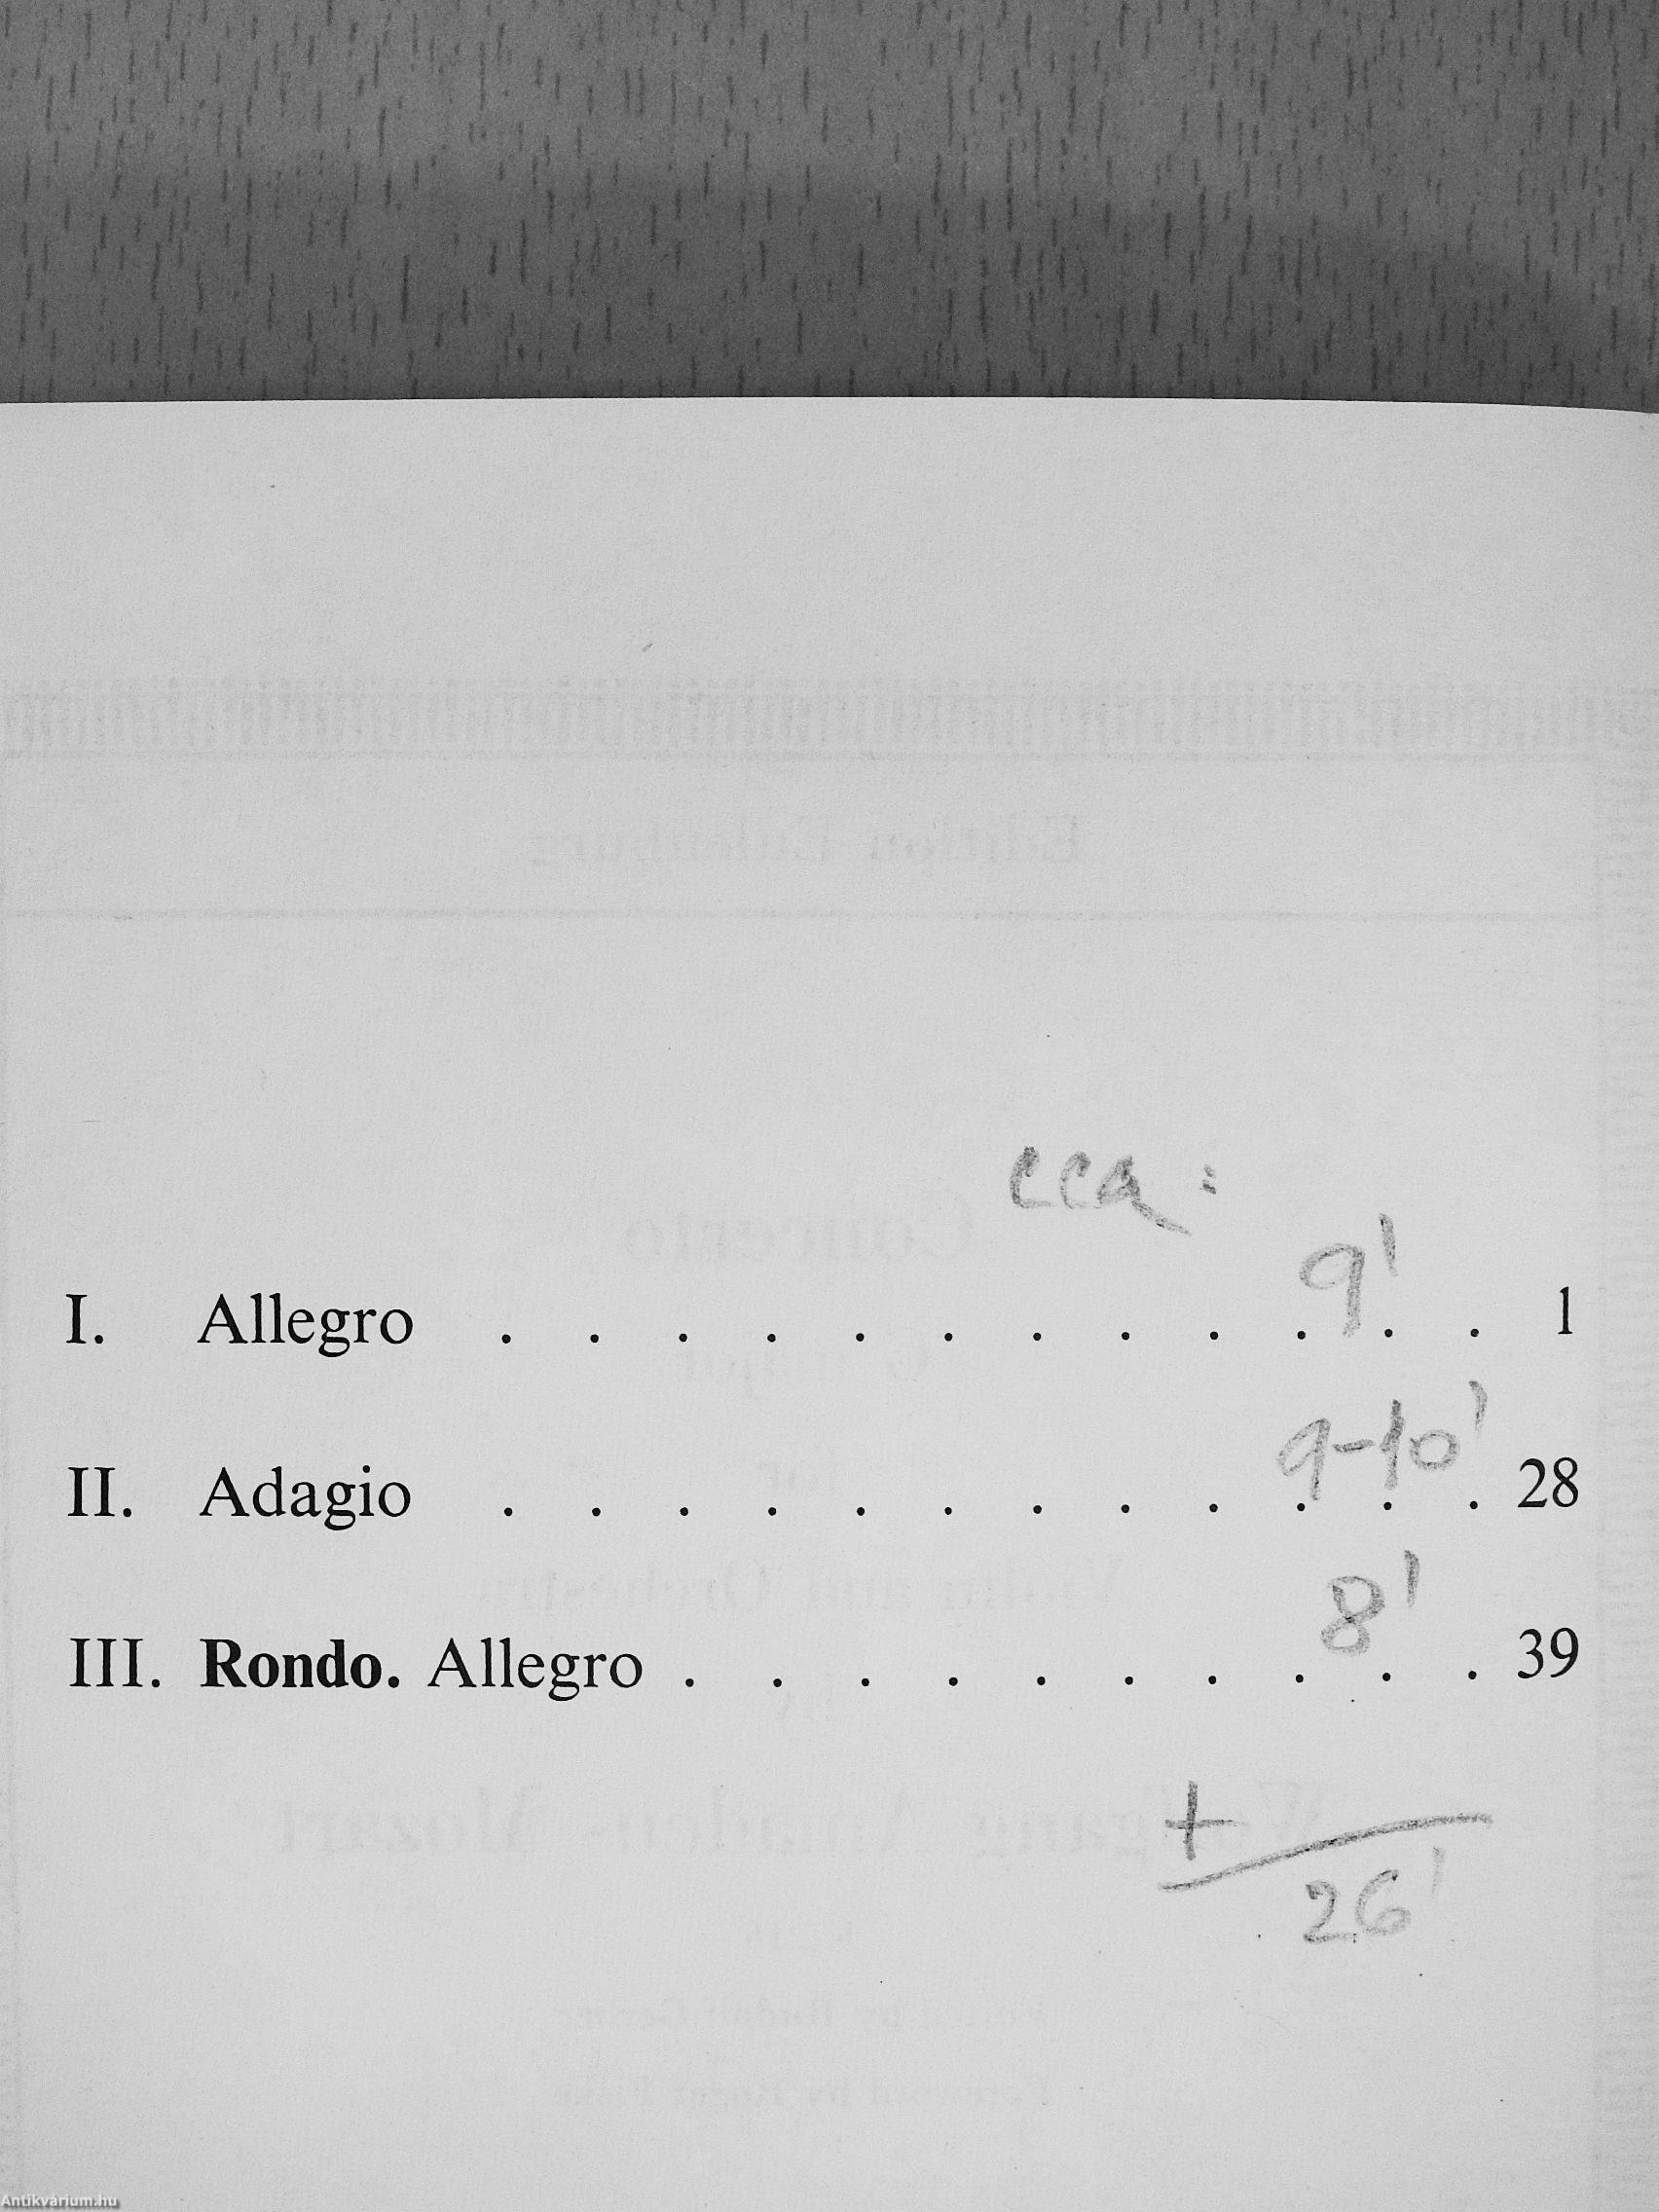 cca:
9'
I. Allegro . . . . . . . . . . . . 1
9-10'
II. Adagio . . . . . . . . . . . . 28
8'
III. Rondo. Allegro . . . . . . . . . . 39
+
26'
Antikvárium.hu